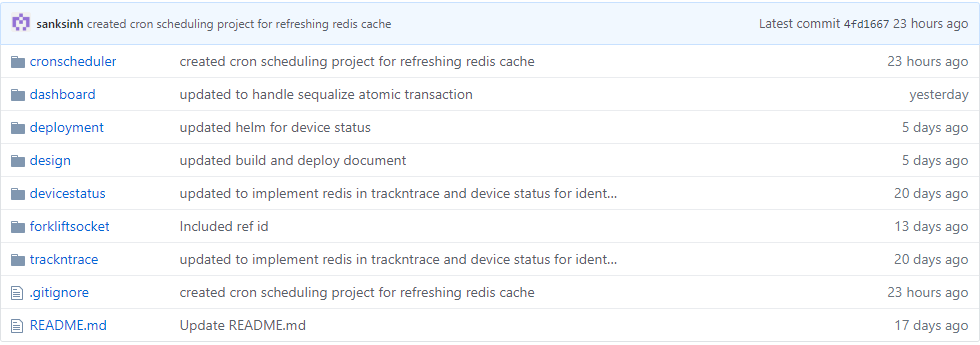 sanksinh created cron scheduling project for refreshing redis cache Latest commit 4fd1667 23 hours ago
cronscheduler created cron scheduling project for refreshing redis cache 23 hours ago
dashboard updated to handle sequalize atomic transaction yesterday
deployment updated helm for device status 5 days ago
design updated build and deploy document 5 days ago
devicestatus updated to implement redis in trackntrace and device status for ident... 20 days ago
forkliftsocket Included ref id 13 days ago
trackntrace updated to implement redis in trackntrace and device status for ident... 20 days ago
.gitignore created cron scheduling project for refreshing redis cache 23 hours ago
README.md Update README.md 17 days ago